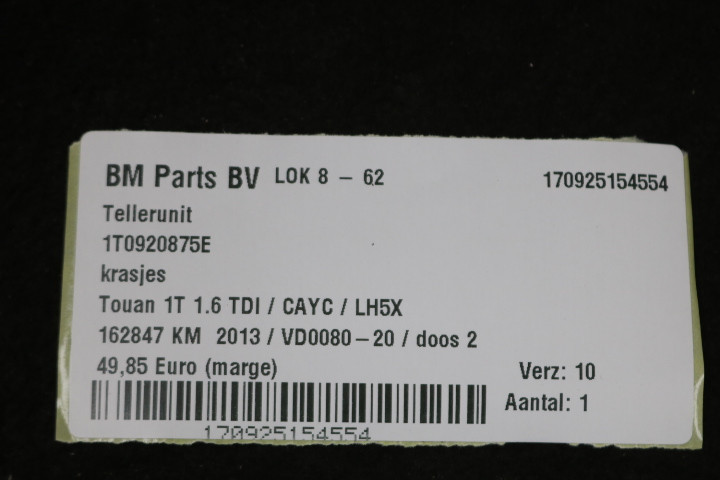 BM Parts BV LOK 8 - 62 170925154554
Tellerunit
1T0920875E
krasjes
Touan 1T 1.6 TDI / CAYC / LH5X
162847 KM 2013 / VD0080-20 / doos 2
49,85 Euro (marge) Verz: 10
Aantal: 1
170925154554